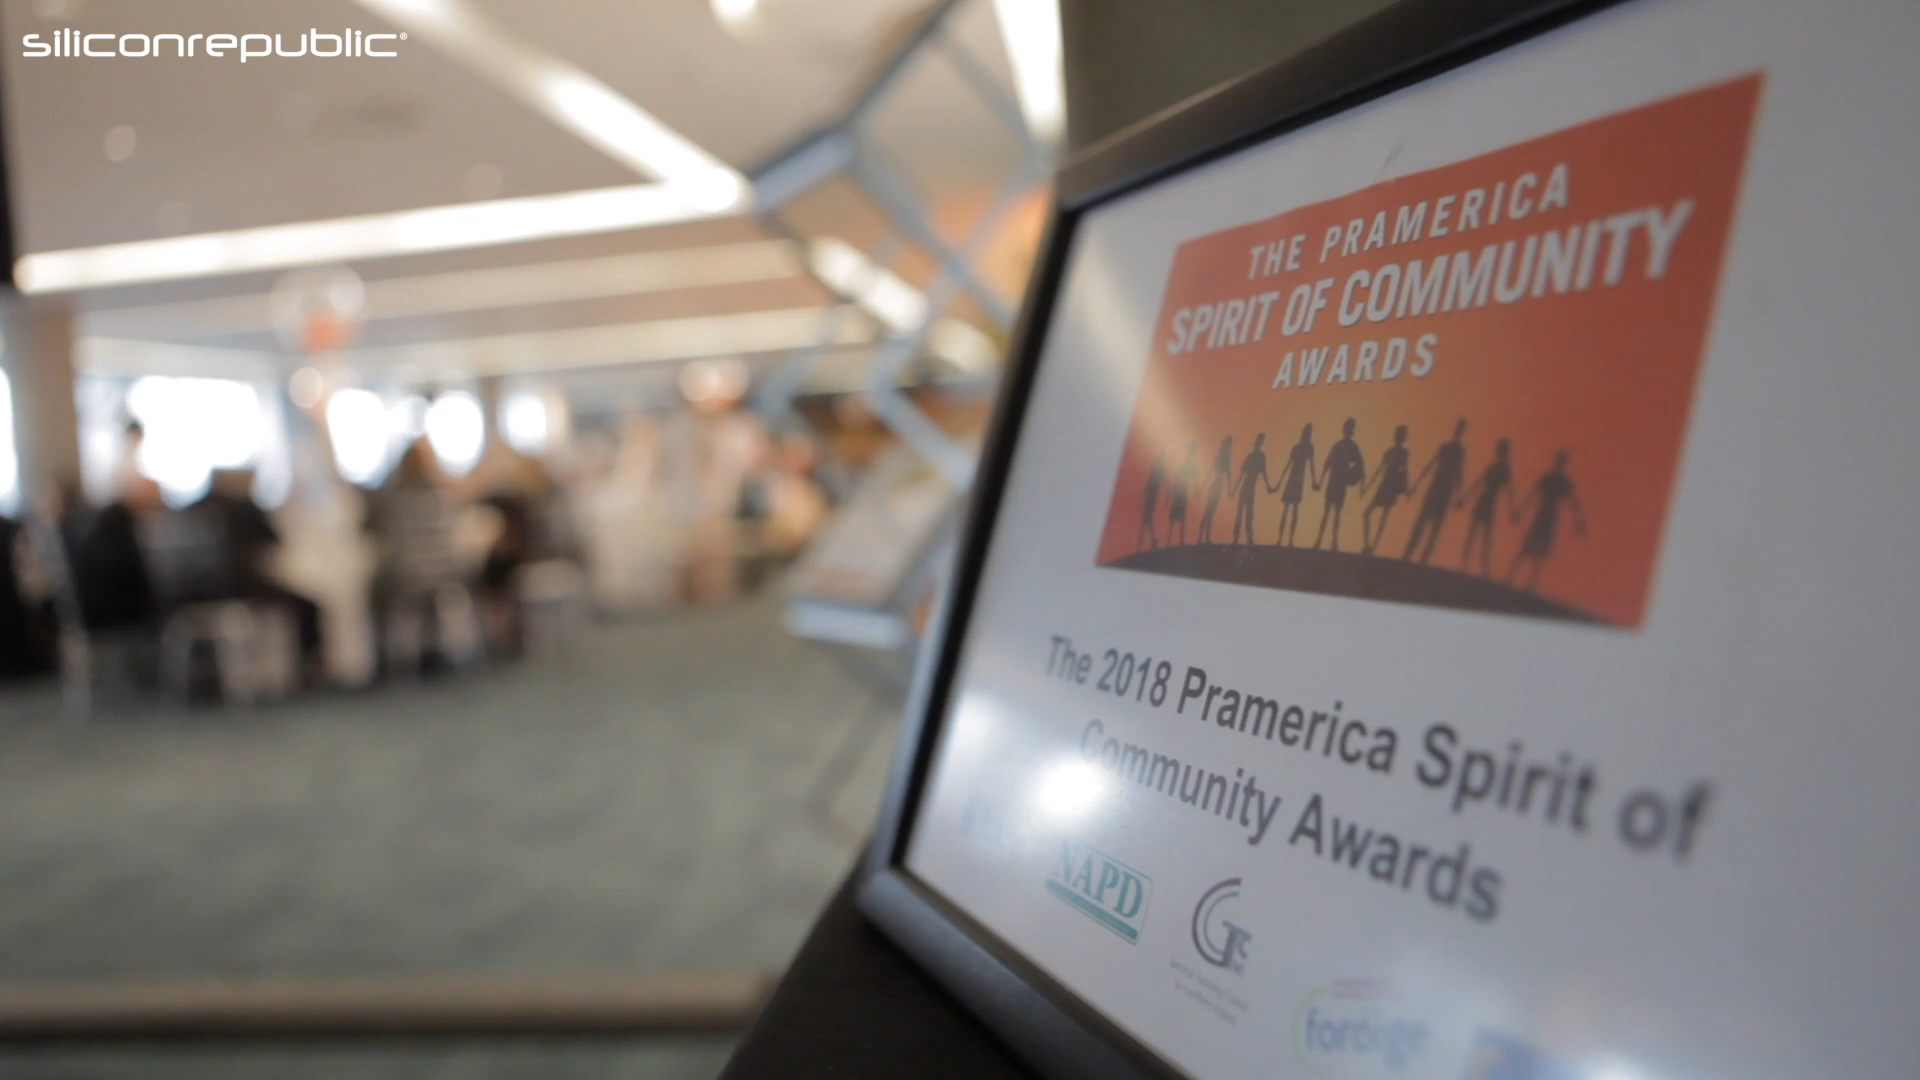 siliconrepublic®
THE PRAMERICA
SPIRIT OF COMMUNITY
AWARDS
The 2018 Pramerica Spirit of
Community Awards
NAPD